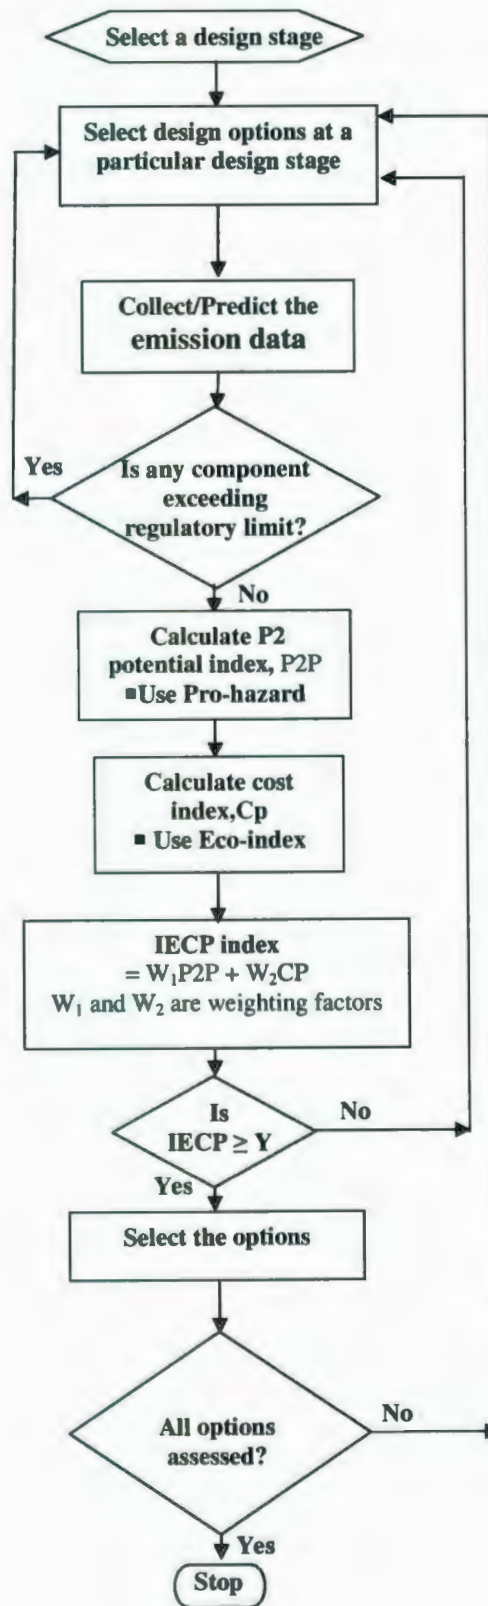 Select a design stage
Select design options at a
particular design stage
Collect/Predict the
emission data
Yes
Is any component
exceeding
regulatory limit?
No
Calculate P2
potential index, P2P
▪Use Pro-hazard
Calculate cost
index,Cp
▪ Use Eco-index
IECP index
= W₁P2P + W₂CP
W₁ and W₂ are weighting factors
Is
IECP ≥ Y
No
Yes
Select the options
All options
assessed?
No
Yes
Stop